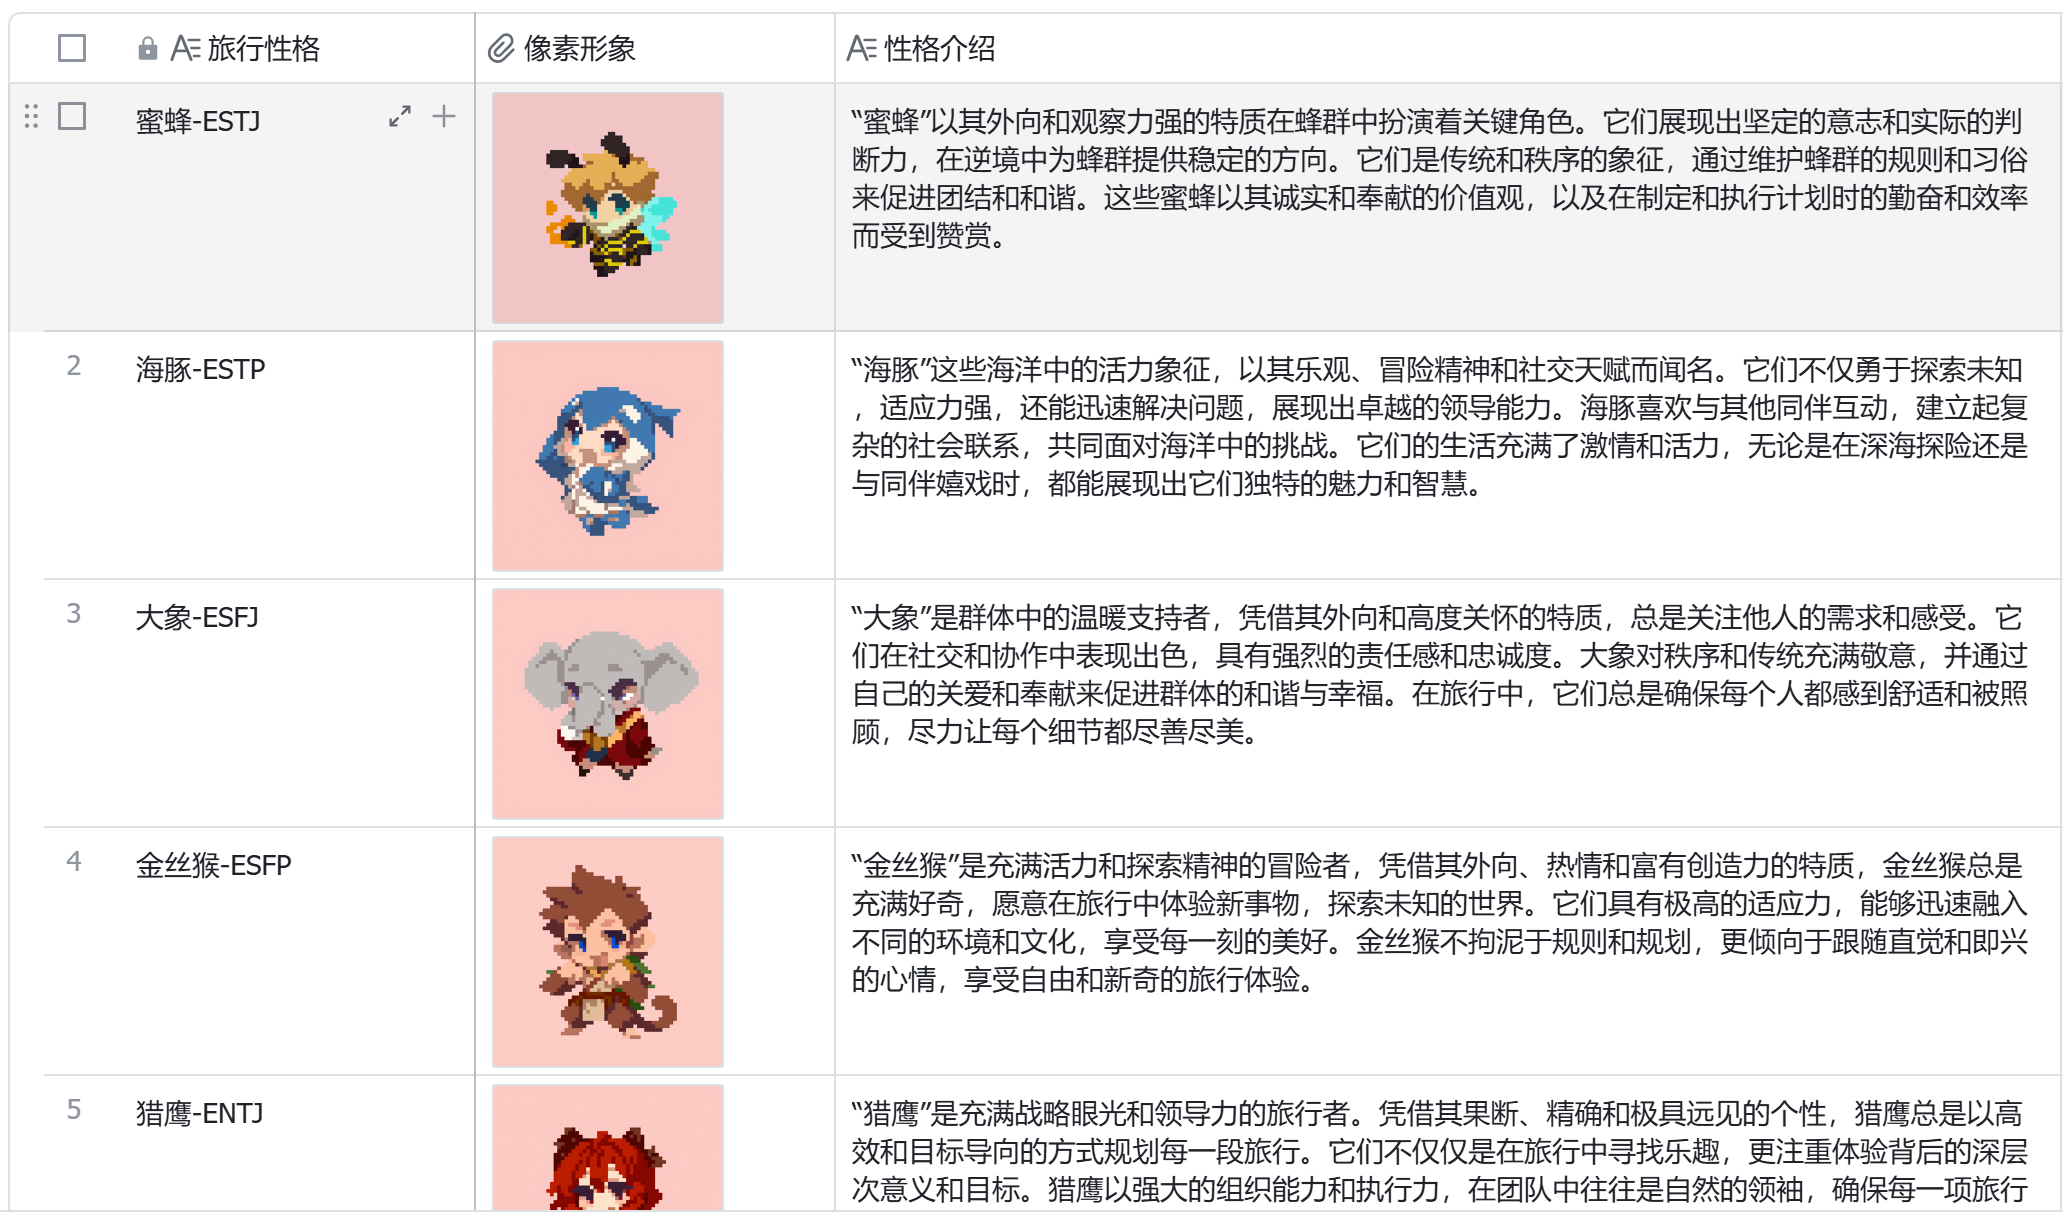 旅行性格
像素形象
性格介绍
蜜蜂-ESTJ
“蜜蜂”以其外向和观察力强的特质在蜂群中扮演着关键角色。它们展现出坚定的意志和实际的判
断力，在逆境中为蜂群提供稳定的方向。它们是传统和秩序的象征，通过维护蜂群的规则和习俗
来促进团结和和谐。这些蜜蜂以其诚实和奉献的价值观，以及在制定和执行计划时的勤奋和效率
而受到赞赏。
2
海豚-ESTP
“海豚”这些海洋中的活力象征，以其乐观、冒险精神和社交天赋而闻名。它们不仅勇于探索未知
，适应力强，还能迅速解决问题，展现出卓越的领导能力。海豚喜欢与其他同伴互动，建立起复
杂的社会联系，共同面对海洋中的挑战。它们的生活充满了激情和活力，无论是在深海探险还是
与同伴嬉戏时，都能展现出它们独特的魅力和智慧。
3
大象-ESFJ
“大象”是群体中的温暖支持者，凭借其外向和高度关怀的特质，总是关注他人的需求和感受。它
们在社交和协作中表现出色，具有强烈的责任感和忠诚度。大象对秩序和传统充满敬意，并通过
自己的关爱和奉献来促进群体的和谐与幸福。在旅行中，它们总是确保每个人都感到舒适和被照
顾，尽力让每个细节都尽善尽美。
4
金丝猴-ESFP
“金丝猴”是充满活力和探索精神的冒险者，凭借其外向、热情和富有创造力的特质，金丝猴总是
充满好奇，愿意在旅行中体验新事物，探索未知的世界。它们具有极高的适应力，能够迅速融入
不同的环境和文化，享受每一刻的美好。金丝猴不拘泥于规则和规划，更倾向于跟随直觉和即兴
的心情，享受自由和新奇的旅行体验。
5
猎鹰-ENTJ
“猎鹰”是充满战略眼光和领导力的旅行者。凭借其果断、精确和极具远见的个性，猎鹰总是以高
效和目标导向的方式规划每一段旅行。它们不仅仅是在旅行中寻找乐趣，更注重体验背后的深层
次意义和目标。猎鹰以强大的组织能力和执行力，在团队中往往是自然的领袖，确保每一项旅行